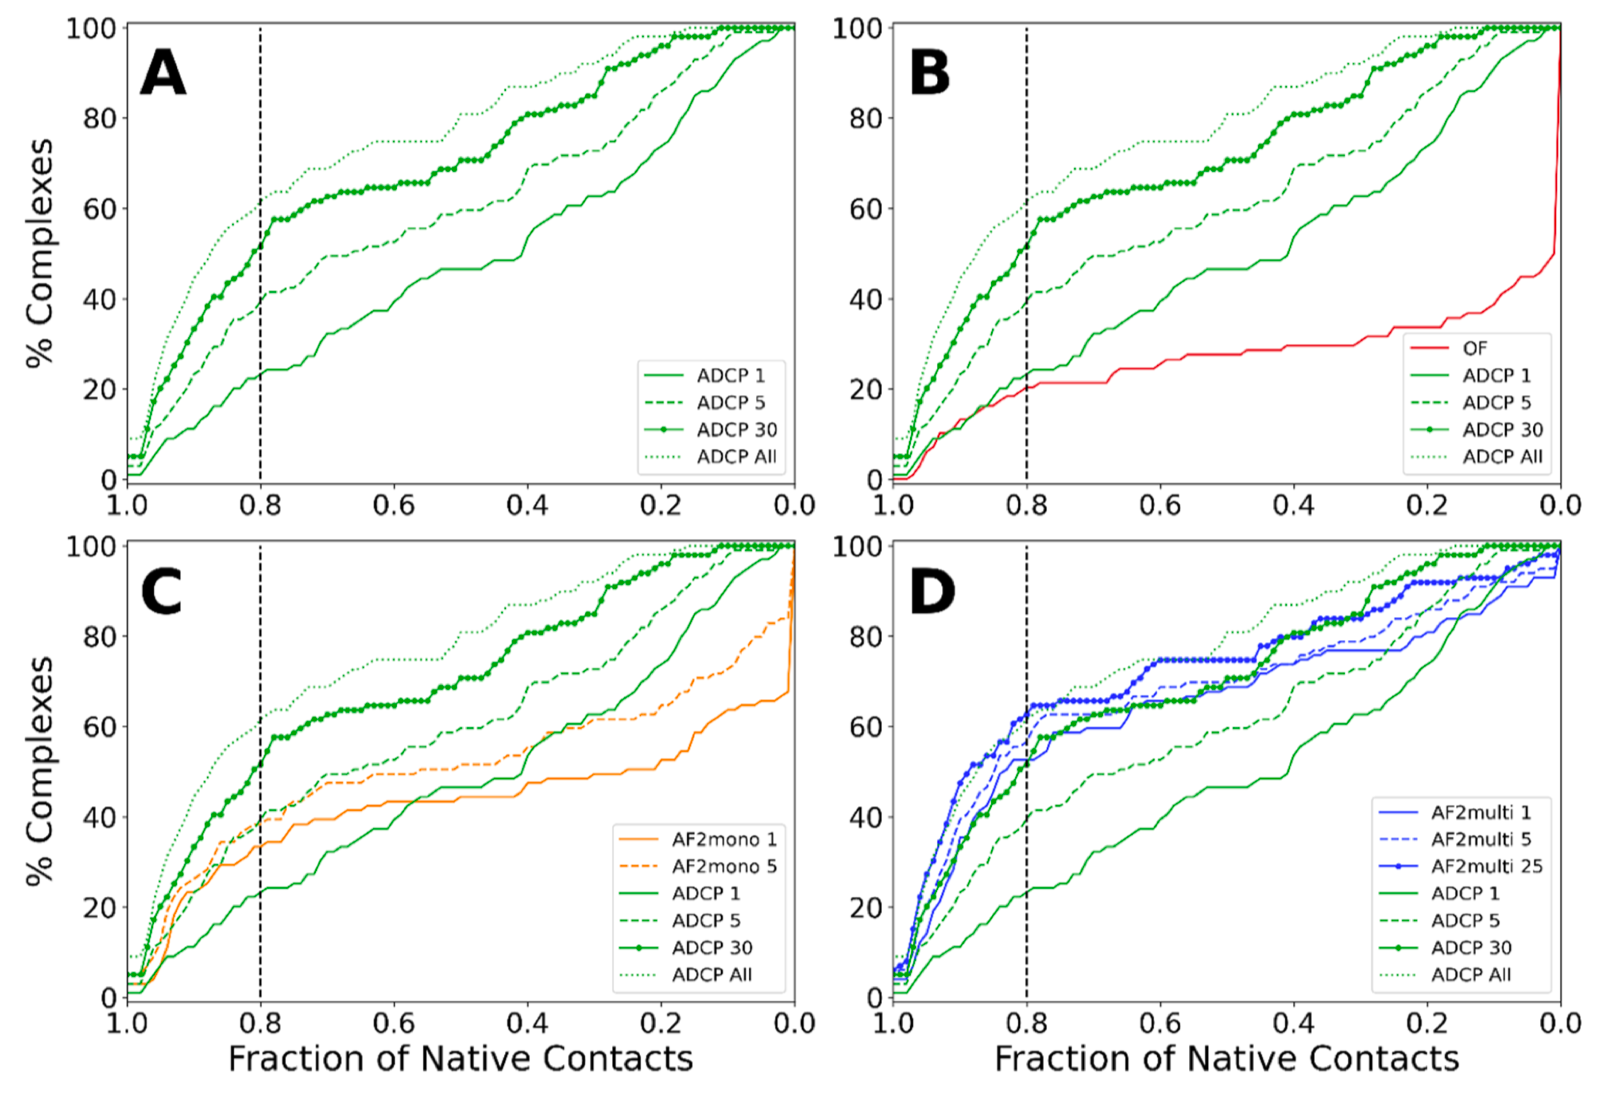 A
% Complexes
100
80
60
40
20
0
1.0 0.8 0.6 0.4 0.2 0.0
ADCP 1
ADCP 5
ADCP 30
ADCP All
B
100
80
60
40
20
0
1.0 0.8 0.6 0.4 0.2 0.0
OF
ADCP 1
ADCP 5
ADCP 30
ADCP All
C
% Complexes
100
80
60
40
20
0
1.0 0.8 0.6 0.4 0.2 0.0
Fraction of Native Contacts
AF2mono 1
AF2mono 5
ADCP 1
ADCP 5
ADCP 30
ADCP All
D
100
80
60
40
20
0
1.0 0.8 0.6 0.4 0.2 0.0
Fraction of Native Contacts
AF2multi 1
AF2multi 5
AF2multi 25
ADCP 1
ADCP 5
ADCP 30
ADCP All